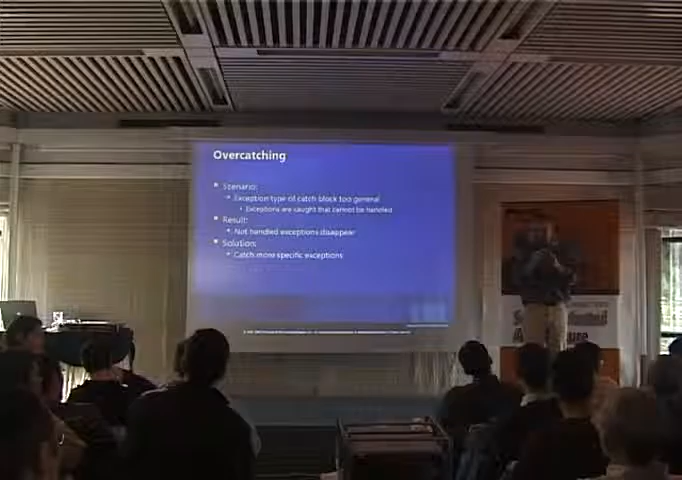 Overcatching
Scenario:
Exception type of catch block too general
Exceptions are caught that cannot be handled
Result:
Not handled exceptions disappear
Solution:
Catch more specific exceptions